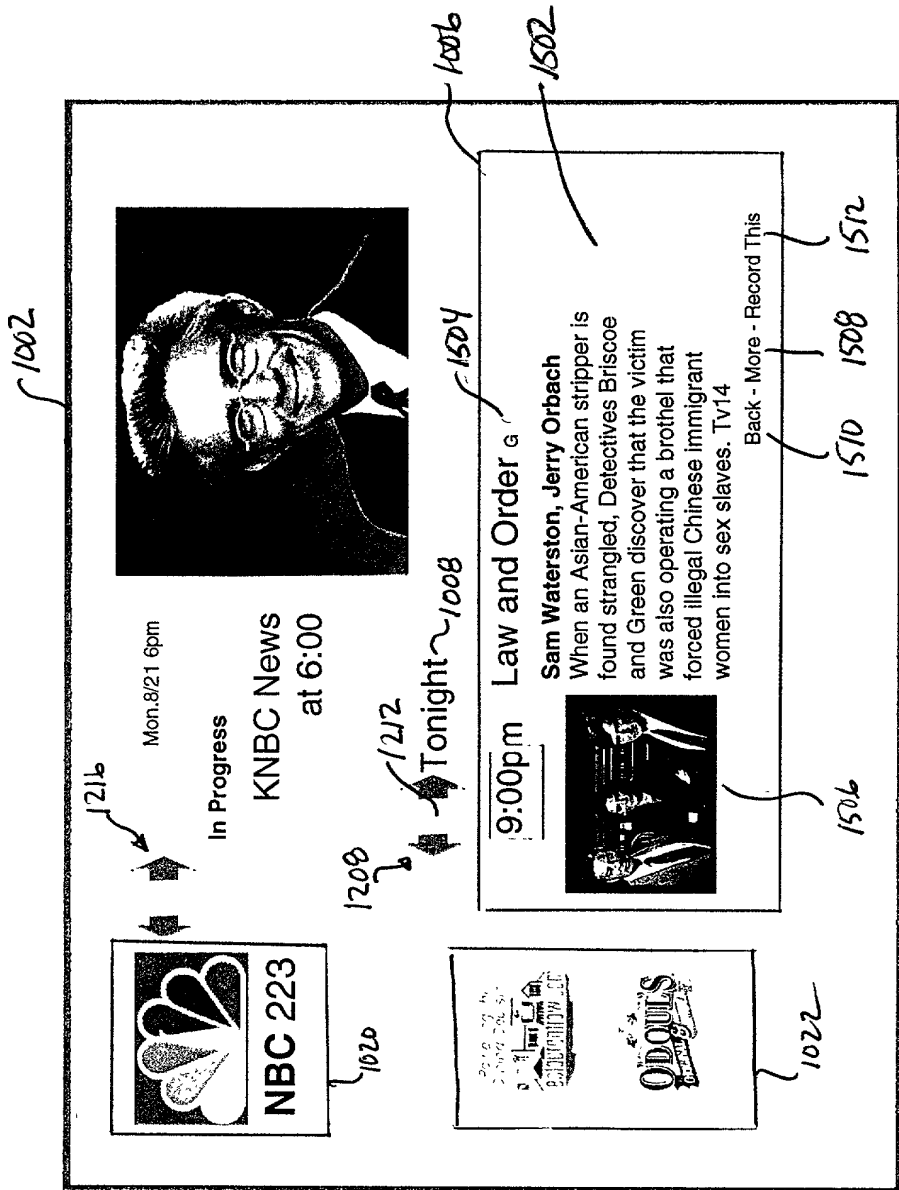 1002
1216
Mon.8/21 6pm
In Progress
KNBC News
at 6:00
NBC 223
1020
1208
1212
Tonight
1008
1504
1006
1502
9:00pm
Law and Order G
Sam Waterston, Jerry Orbach
When an Asian-American stripper is
found strangled, Detectives Briscoe
and Green discover that the victim
was also operating a brothel that
forced illegal Chinese immigrant
women into sex slaves. Tv14
Back - More - Record This
1510
1508
1512
1506
O'DOUL'S
1022